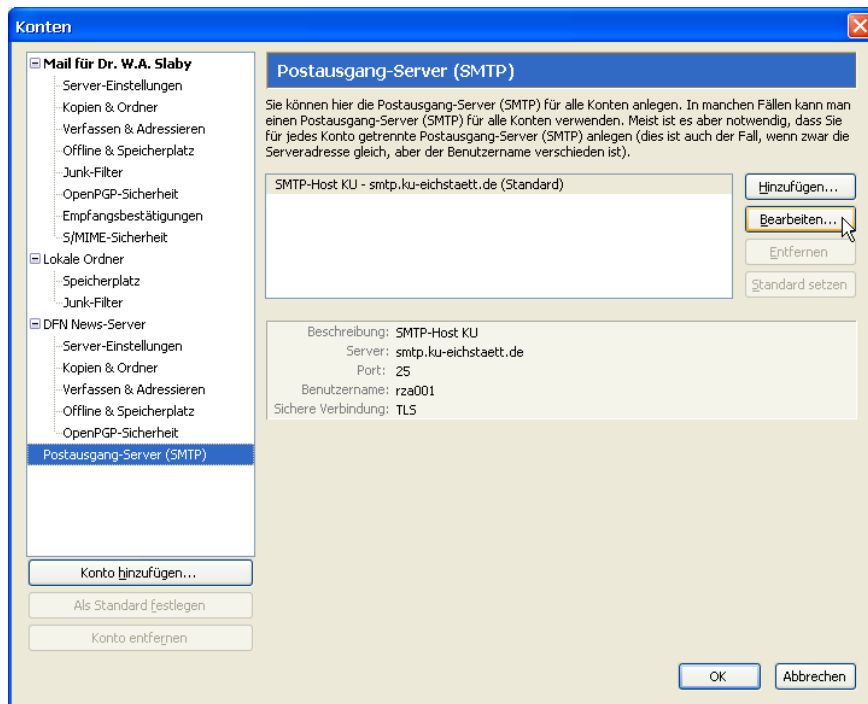 Konten
Mail für Dr. W.A. Slaby
Server-Einstellungen
Kopien & Ordner
Verfassen & Adressieren
Offline & Speicherplatz
Junk-Filter
OpenPGP-Sicherheit
Empfangsbestätigungen
S/MIME-Sicherheit
Lokale Ordner
Speicherplatz
Junk-Filter
DFN News-Server
Server-Einstellungen
Kopien & Ordner
Verfassen & Adressieren
Offline & Speicherplatz
OpenPGP-Sicherheit
Postausgang-Server (SMTP)
Konto hinzufügen...
Als Standard festlegen
Konto entfernen
Postausgang-Server (SMTP)
Sie können hier die Postausgang-Server (SMTP) für alle Konten anlegen. In manchen Fällen kann man
einen Postausgang-Server (SMTP) für alle Konten verwenden. Meist ist es aber notwendig, dass Sie
für jedes Konto getrennte Postausgang-Server (SMTP) anlegen (dies ist auch der Fall, wenn zwar die
Serveradresse gleich, aber der Benutzername verschieden ist).
SMTP-Host KU - smtp.ku-eichstaett.de (Standard)
Hinzufügen...
Bearbeiten...
Entfernen
Standard setzen
Beschreibung: SMTP-Host KU
Server: smtp.ku-eichstaett.de
Port: 25
Benutzername: rza001
Sichere Verbindung: TLS
OK
Abbrechen